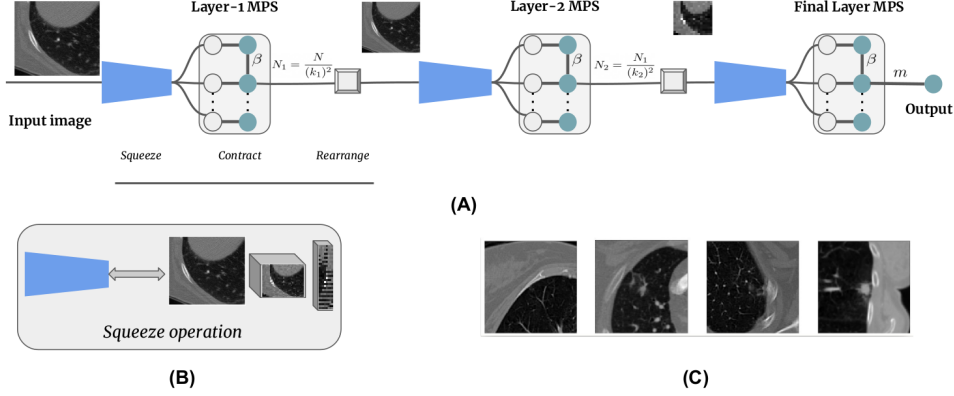 Layer-1 MPS
Layer-2 MPS
Final Layer MPS
β
N₁ = N/(k₁)²
β
N₂ = N₁/(k₂)²
β
m
Input image
Output
Squeeze
Contract
Rearrange
(A)
Squeeze operation
(B)
(C)